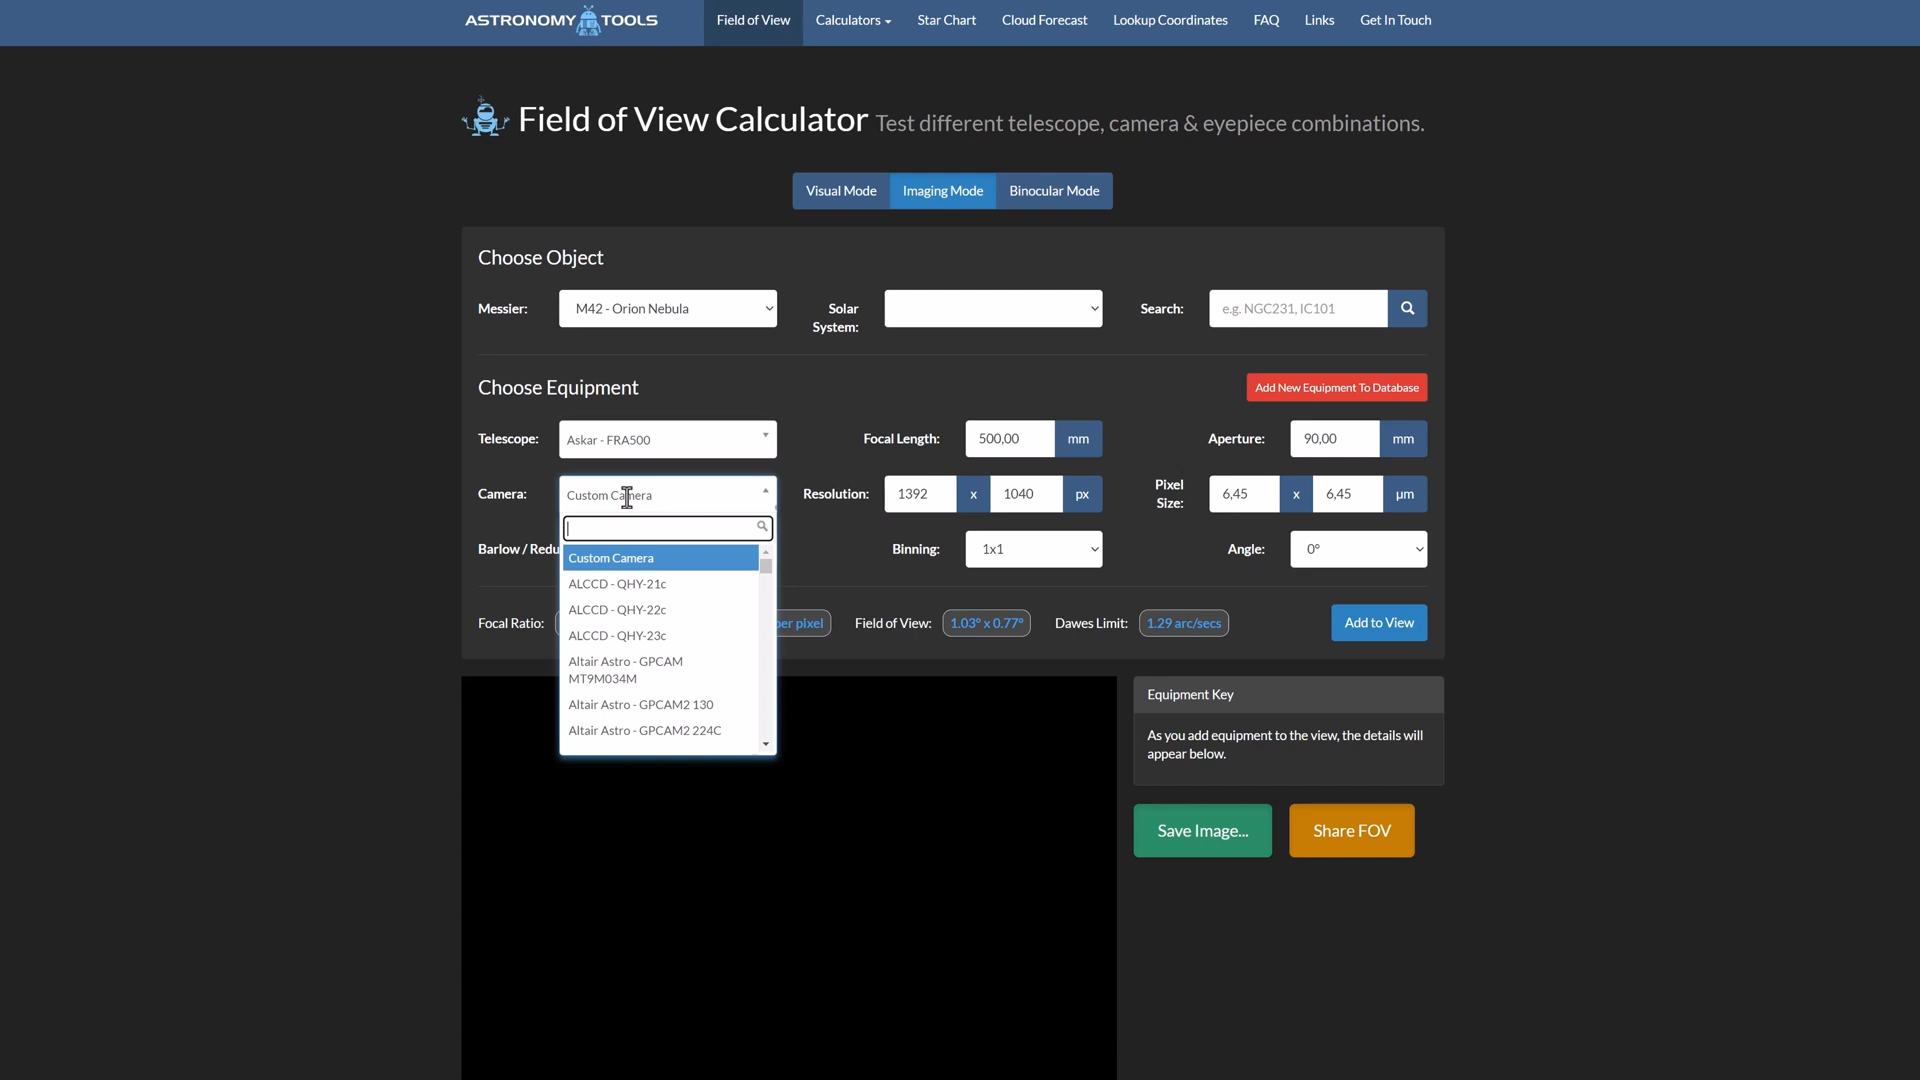 ASTRONOMY TOOLS
Field of View
Calculators
Star Chart
Cloud Forecast
Lookup Coordinates
FAQ
Links
Get In Touch
Field of View Calculator Test different telescope, camera & eyepiece combinations.
Visual Mode
Imaging Mode
Binocular Mode
Choose Object
Messier:
M42 - Orion Nebula
Solar
System:
Search:
e.g. NGC231, IC101
Choose Equipment
Add New Equipment To Database
Telescope:
Askar - FRA500
Focal Length:
500,00
mm
Aperture:
90,00
mm
Camera:
Custom Camera
Resolution:
1392
x
1040
px
Pixel
Size:
6,45
x
6,45
µm
Barlow / Redu
Binning:
1x1
Angle:
0°
Custom Camera
ALCCD - QHY-21c
ALCCD - QHY-22c
ALCCD - QHY-23c
Altair Astro - GPCAM
MT9M034M
Altair Astro - GPCAM2 130
Altair Astro - GPCAM2 224C
Focal Ratio:
per pixel
Field of View:
1.03° x 0.77°
Dawes Limit:
1.29 arc/secs
Add to View
Equipment Key
As you add equipment to the view, the details will
appear below.
Save Image...
Share FOV